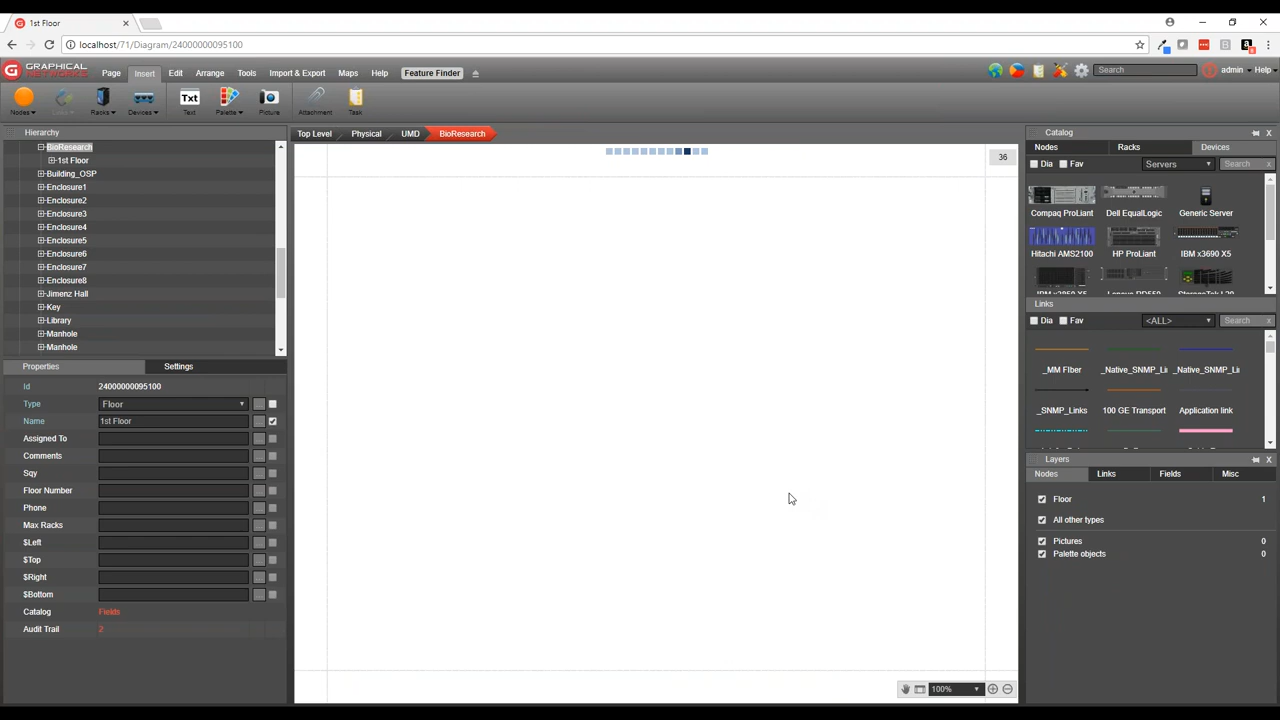 1st Floor
localhost/71/Diagram/24000000095100
GRAPHICAL NETWORKS
Page Insert Edit Arrange Tools Import & Export Maps Help Feature Finder
Search
admin
Help
Nodes
Racks
Devices
Txt
Text
Palette
Picture
Attachment
Task
Hierarchy
BioResearch
1st Floor
Building_OSP
Enclosure1
Enclosure2
Enclosure3
Enclosure4
Enclosure5
Enclosure6
Enclosure7
Enclosure8
Jimenz Hall
Key
Library
Manhole
Manhole
Properties Settings
Id 24000000095100
Type Floor
Name 1st Floor
Assigned To
Comments
Sqy
Floor Number
Phone
Max Racks
$Left
$Top
$Right
$Bottom
Catalog Fields
Audit Trail 2
Top Level Physical UMD BioResearch
36
100%
Catalog
Nodes Racks Devices
Dia Fav Servers Search x
Compaq ProLiant Dell EqualLogic Generic Server
Hitachi AMS2100 HP ProLiant IBM x3690 X5
Links
Dia Fav <ALL> Search x
_MM FIber _Native_SNMP_Li _Native_SNMP_Li
_SNMP_Links 100 GE Transport Application link
Layers
Nodes Links Fields Misc
Floor 1
All other types
Pictures 0
Palette objects 0